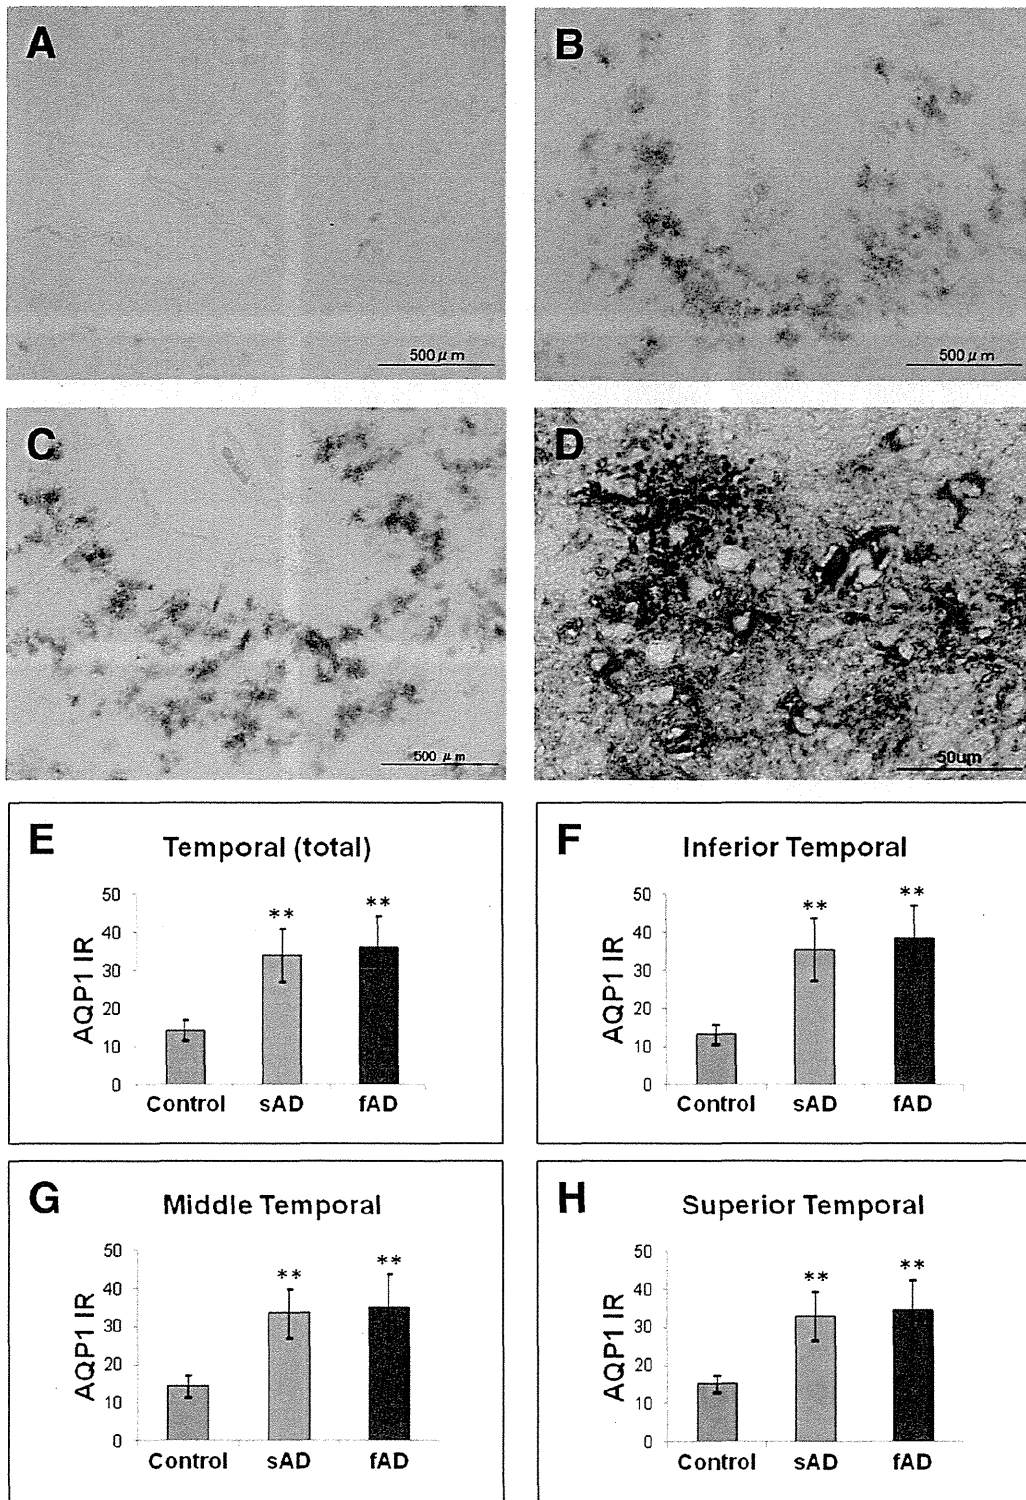 A
500 μm
B
500 μm
C
500 μm
D
50um
E
Temporal (total)
AQP1 IR
50
40
30
20
10
0
**
**
Control sAD fAD
F
Inferior Temporal
AQP1 IR
50
40
30
20
10
0
**
**
Control sAD fAD
G
Middle Temporal
AQP1 IR
50
40
30
20
10
0
**
**
Control sAD fAD
H
Superior Temporal
AQP1 IR
50
40
30
20
10
0
**
**
Control sAD fAD